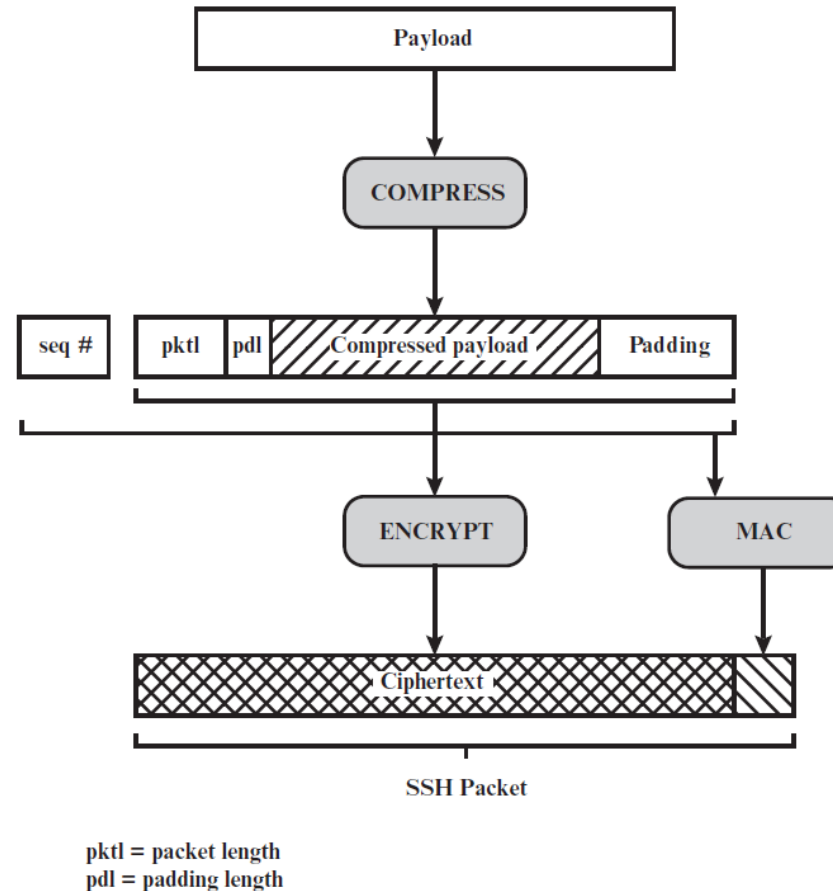 Payload
COMPRESS
seq # pktl pdl Compressed payload Padding
ENCRYPT MAC
Ciphertext
SSH Packet
pktl = packet length
pdl = padding length